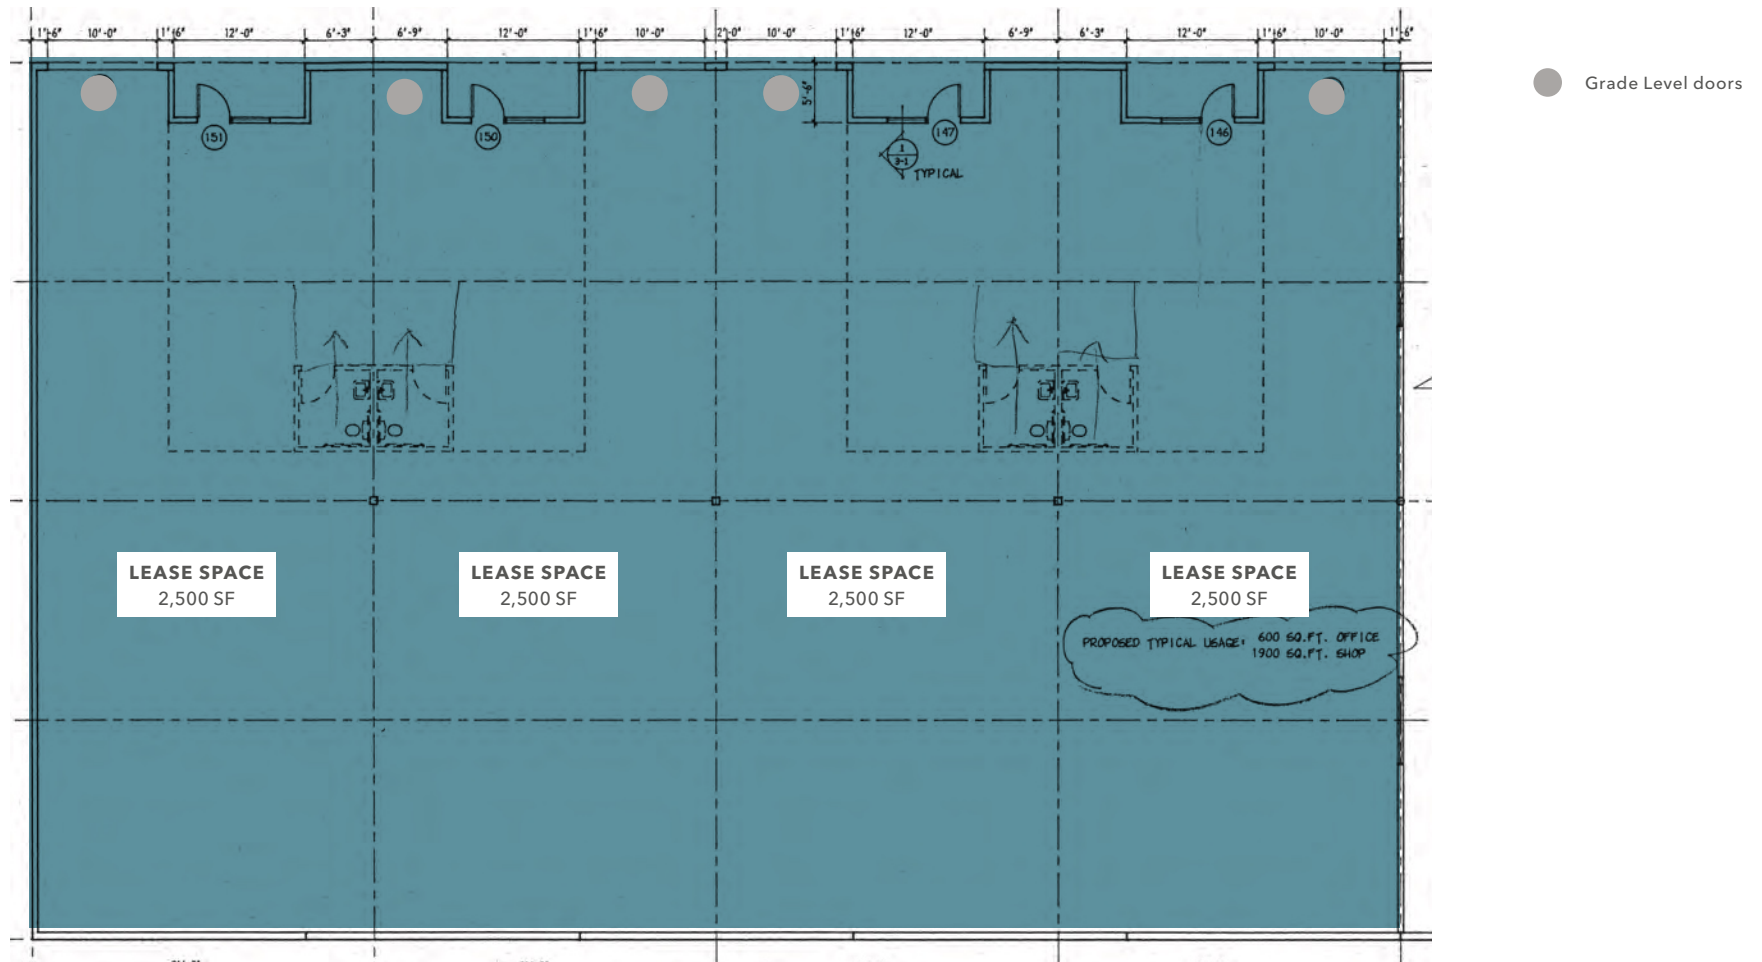 1'-6" 10'-0" 1'-6" 12'-0" 6'-3" 6'-9" 12'-0" 1'-6" 10'-0" 2'-0" 10'-0" 1'-6" 12'-0" 6'-9" 6'-3" 12'-0" 1'-6" 10'-0" 1'-6"
Grade Level doors
5'-6"
151
150
147
146
1
TYPICAL
LEASE SPACE
2,500 SF
LEASE SPACE
2,500 SF
LEASE SPACE
2,500 SF
LEASE SPACE
2,500 SF
PROPOSED TYPICAL USAGE: 600 SQ.FT. OFFICE
1900 SQ.FT. SHOP